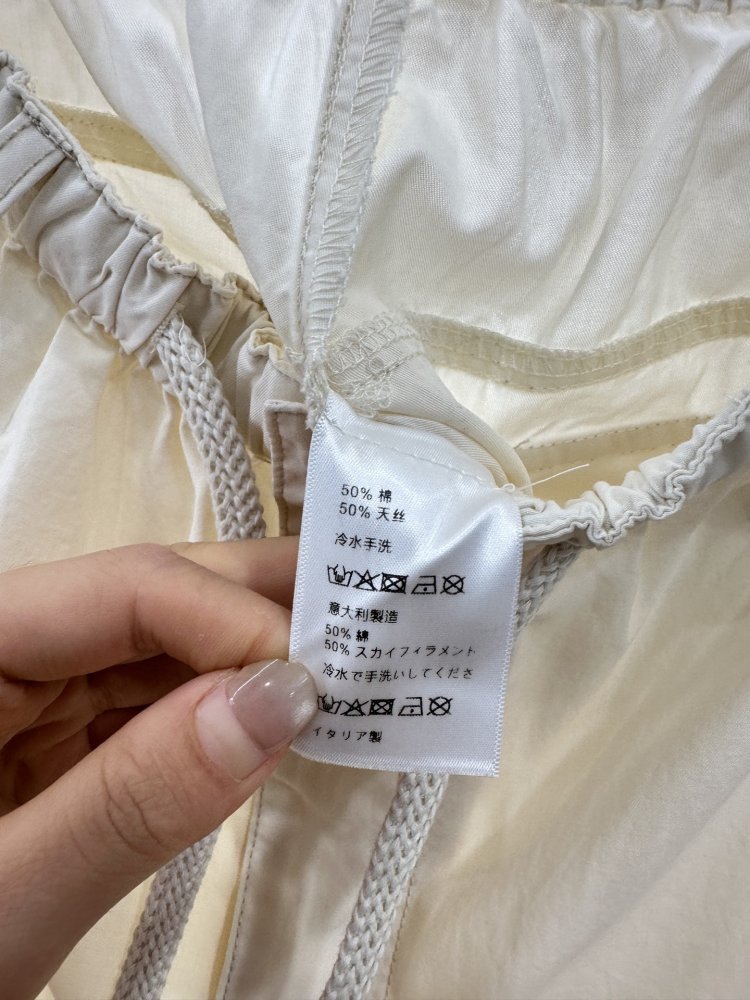 50% 棉
50% 天丝
冷水手洗
意大利製造
50% 綿
50% スカイフィラメント
冷水で手洗いしてくださ
イタリア製